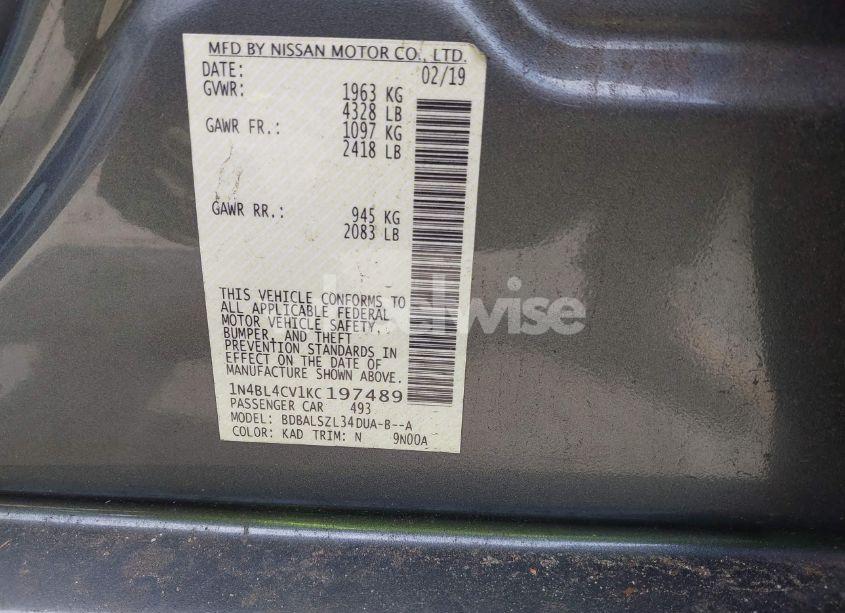 MFD BY NISSAN MOTOR CO., LTD.
DATE: 02/19
GVWR: 1963 KG
4328 LB
GAWR FR.: 1097 KG
2418 LB
GAWR RR.: 945 KG
2083 LB
THIS VEHICLE CONFORMS TO
ALL APPLICABLE FEDERAL
MOTOR VEHICLE SAFETY,
BUMPER, AND THEFT
PREVENTION STANDARDS IN
EFFECT ON THE DATE OF
MANUFACTURE SHOWN ABOVE.
1N4BL4CV1KC 197489
PASSENGER CAR 493
MODEL: BDBALSZL34DUA-B--A
COLOR: KAD TRIM: N 9N00A